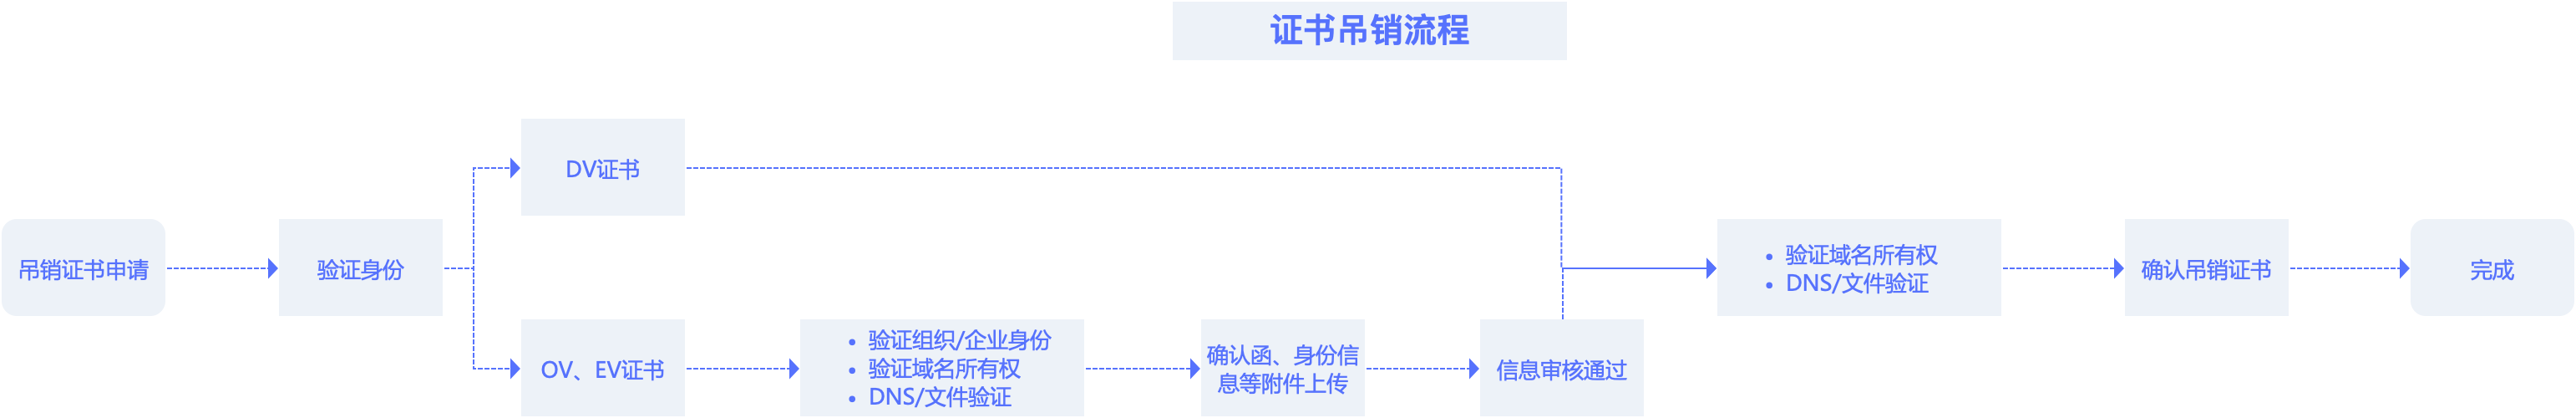 证书吊销流程
吊销证书申请
验证身份
DV证书
OV、EV证书
• 验证组织/企业身份
• 验证域名所有权
• DNS/文件验证
确认函、身份信
息等附件上传
信息审核通过
• 验证域名所有权
• DNS/文件验证
确认吊销证书
完成